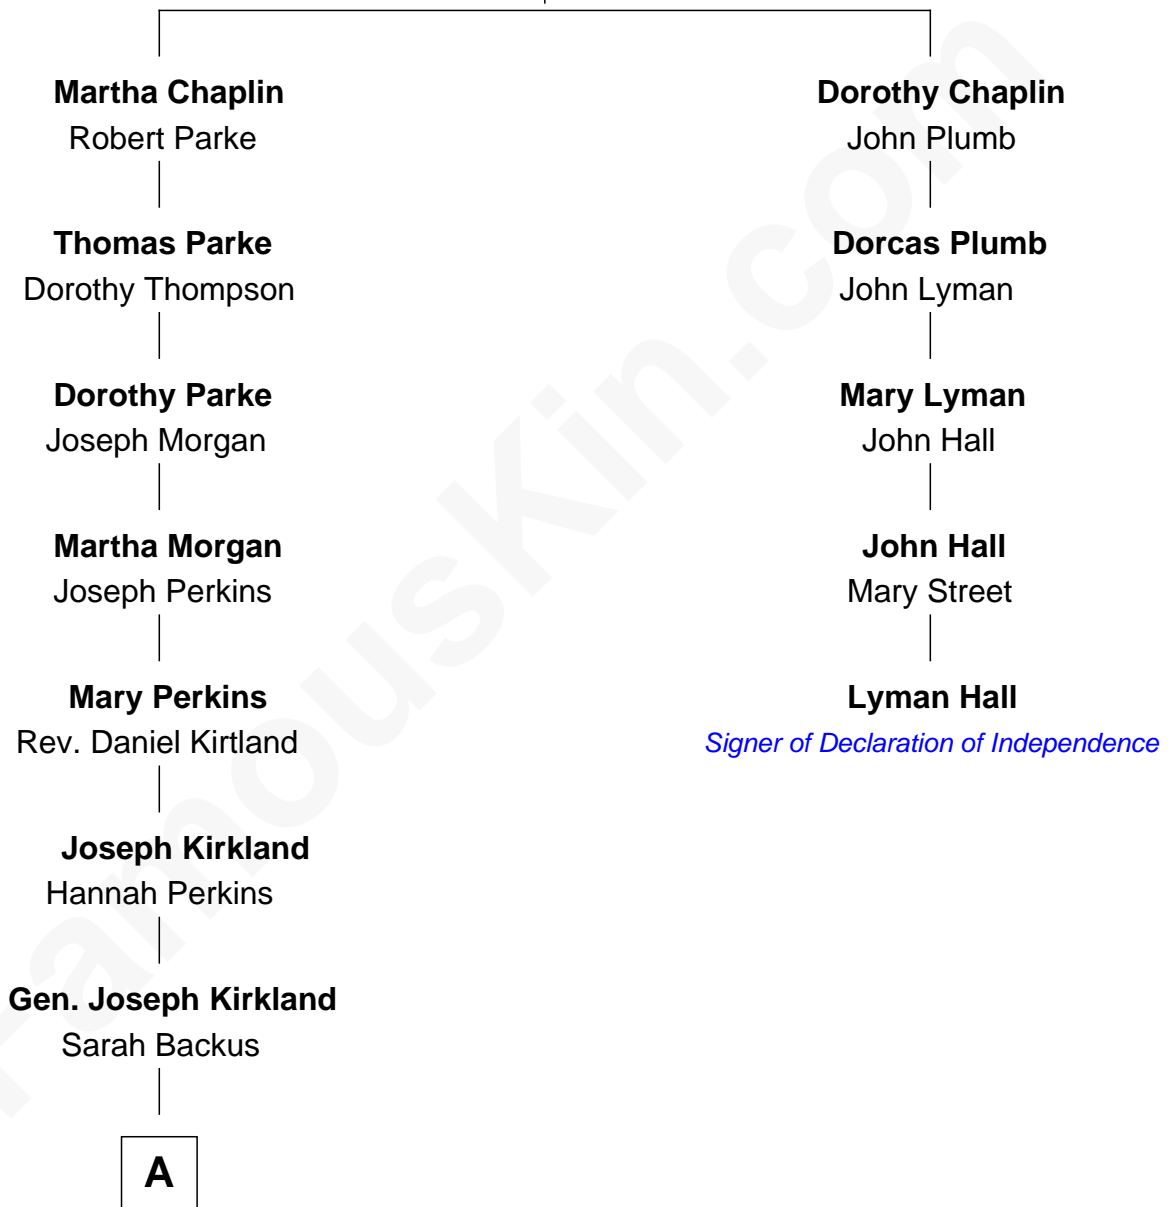 Martha Chaplin
Robert Parke
Thomas Parke
Dorothy Thompson
Dorothy Parke
Joseph Morgan
Martha Morgan
Joseph Perkins
Mary Perkins
Rev. Daniel Kirtland
Joseph Kirkland
Hannah Perkins
Gen. Joseph Kirkland
Sarah Backus
A
Dorothy Chaplin
John Plumb
Dorcas Plumb
John Lyman
Mary Lyman
John Hall
John Hall
Mary Street
Lyman Hall
Signer of Declaration of Independence
FamousKin.com